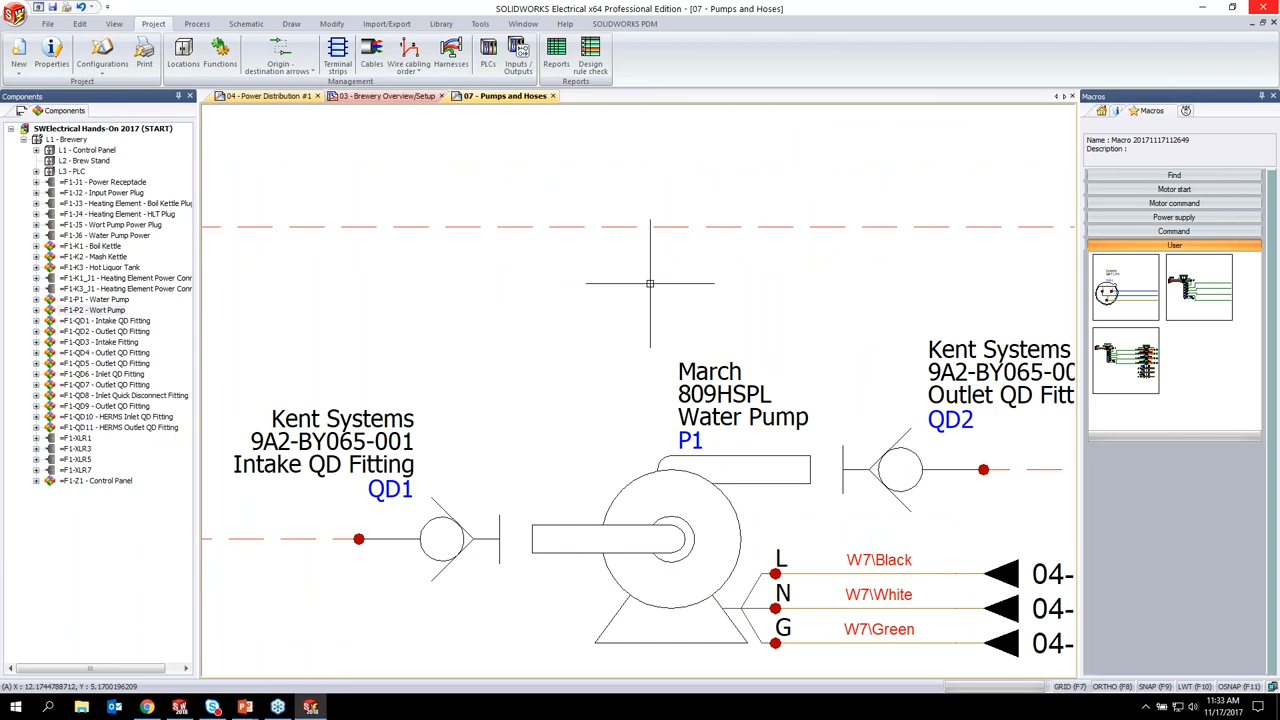 SOLIDWORKS Electrical x64 Professional Edition - [07 - Pumps and Hoses]
File Edit View Project Process Schematic Draw Modify Import/Export Library Tools Window Help SOLIDWORKS PDM
New Properties Configurations Print Locations Functions Origin - destination arrows Terminal strips Cables Wire cabling order Harnesses PLCs Inputs / Outputs Reports Design rule check
Project Management Reports
Components
04 - Power Distribution #1 03 - Brewery Overview/Setup 07 - Pumps and Hoses
Macros
Components
Macros
SWElectrical Hands-On 2017 (START)
L1 - Brewery
L1 - Control Panel
L2 - Brew Stand
L3 - PLC
=F1-J1 - Power Receptacle
=F1-J2 - Input Power Plug
=F1-J3 - Heating Element - Boil Kettle Plug
=F1-J4 - Heating Element - HLT Plug
=F1-J5 - Wort Pump Power Plug
=F1-J6 - Water Pump Power
=F1-K1 - Boil Kettle
=F1-K2 - Mash Kettle
=F1-K3 - Hot Liquor Tank
=F1-K1_J1 - Heating Element Power Conn
=F1-K3_J1 - Heating Element Power Conn
=F1-P1 - Water Pump
=F1-P2 - Wort Pump
=F1-QD1 - Intake QD Fitting
=F1-QD2 - Outlet QD Fitting
=F1-QD3 - Intake Fitting
=F1-QD4 - Outlet QD Fitting
=F1-QD5 - Outlet QD Fitting
=F1-QD6 - Inlet QD Fitting
=F1-QD7 - Outlet QD Fitting
=F1-QD8 - Inlet Quick Disconnect Fitting
=F1-QD9 - Outlet QD Fitting
=F1-QD10 - HERMS Inlet QD Fitting
=F1-QD11 - HERMS Outlet QD Fitting
=F1-XLR1
=F1-XLR3
=F1-XLR5
=F1-XLR7
=F1-Z1 - Control Panel
Kent Systems
9A2-BY065-001
Intake QD Fitting
QD1
March
809HSPL
Water Pump
P1
Kent Systems
9A2-BY065-00
Outlet QD Fitt
QD2
L W7\Black 04-
N W7\White 04-
G W7\Green 04-
Name : Macro 20171117112649
Description :
Find
Motor start
Motor command
Power supply
Command
User
(A) X : 12.1744788712, Y : 5.1700196209
GRID (F7) ORTHO (F8) SNAP (F9) LWT (F10) OSNAP (F11)
11:33 AM
11/17/2017